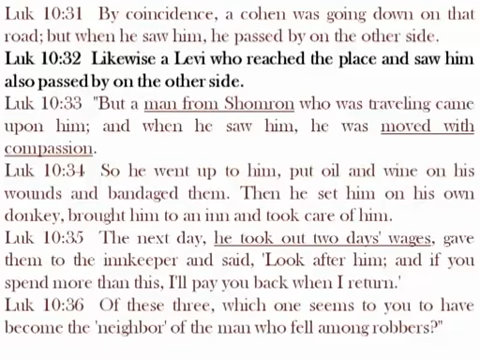 Luk 10:31 By coincidence, a cohen was going down on that
road; but when he saw him, he passed by on the other side.
Luk 10:32 Likewise a Levi who reached the place and saw him
also passed by on the other side.
Luk 10:33 "But a man from Shomron who was traveling came
upon him; and when he saw him, he was moved with
compassion.
Luk 10:34 So he went up to him, put oil and wine on his
wounds and bandaged them. Then he set him on his own
donkey, brought him to an inn and took care of him.
Luk 10:35 The next day, he took out two days' wages, gave
them to the innkeeper and said, 'Look after him; and if you
spend more than this, I'll pay you back when I return.'
Luk 10:36 Of these three, which one seems to you to have
become the 'neighbor' of the man who fell among robbers?"